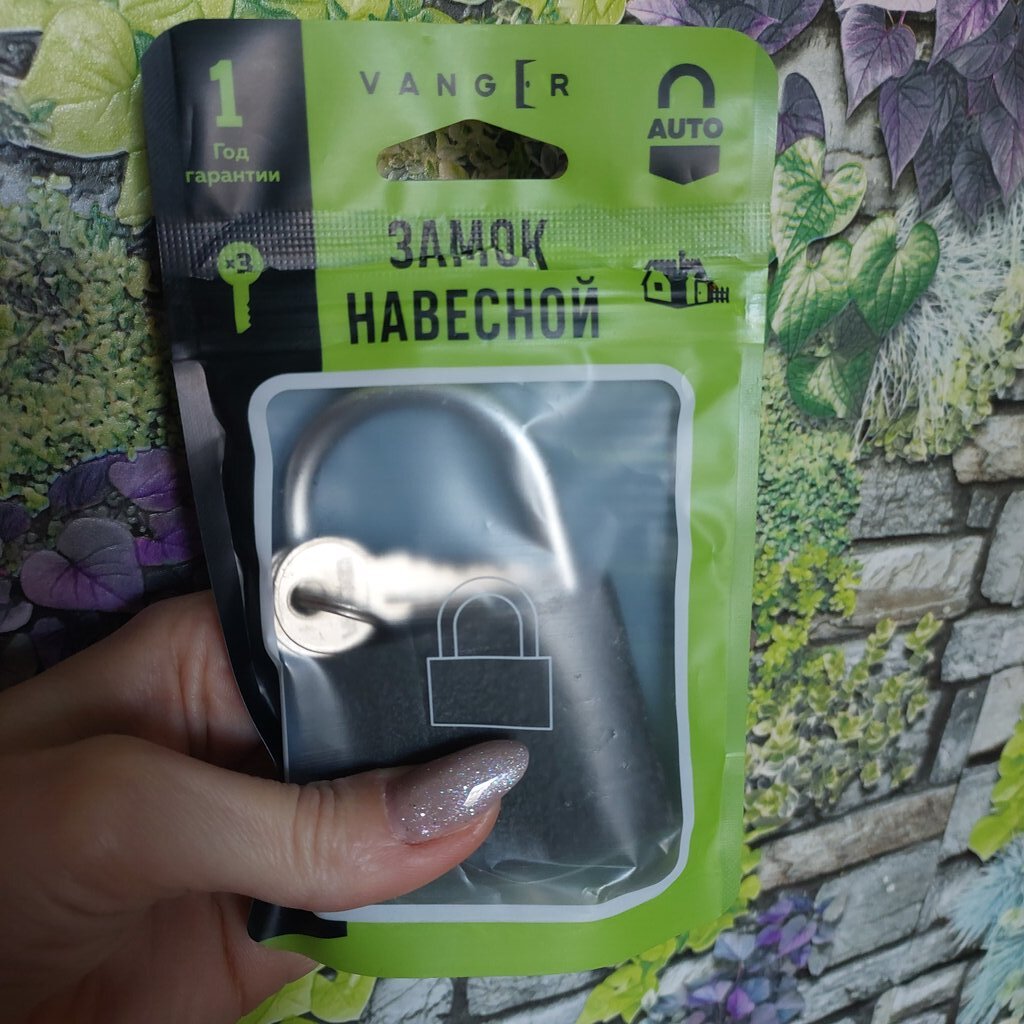 1
Год
гарантии
VANGER
AUTO
x3
ЗАМОК
НАВЕСНОЙ